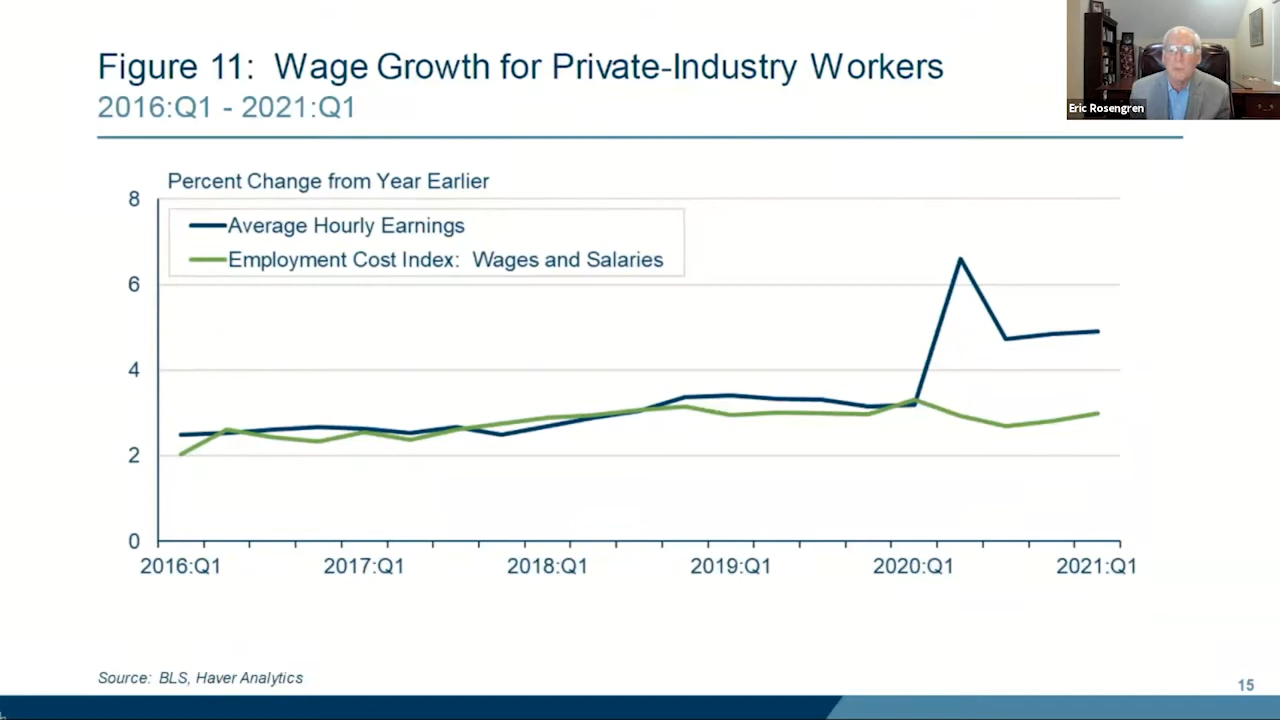 Figure 11: Wage Growth for Private-Industry Workers
2016:Q1 - 2021:Q1
Eric Rosengren
Percent Change from Year Earlier
8
Average Hourly Earnings
Employment Cost Index: Wages and Salaries
6
4
2
0
2016:Q1 2017:Q1 2018:Q1 2019:Q1 2020:Q1 2021:Q1
Source: BLS, Haver Analytics
15